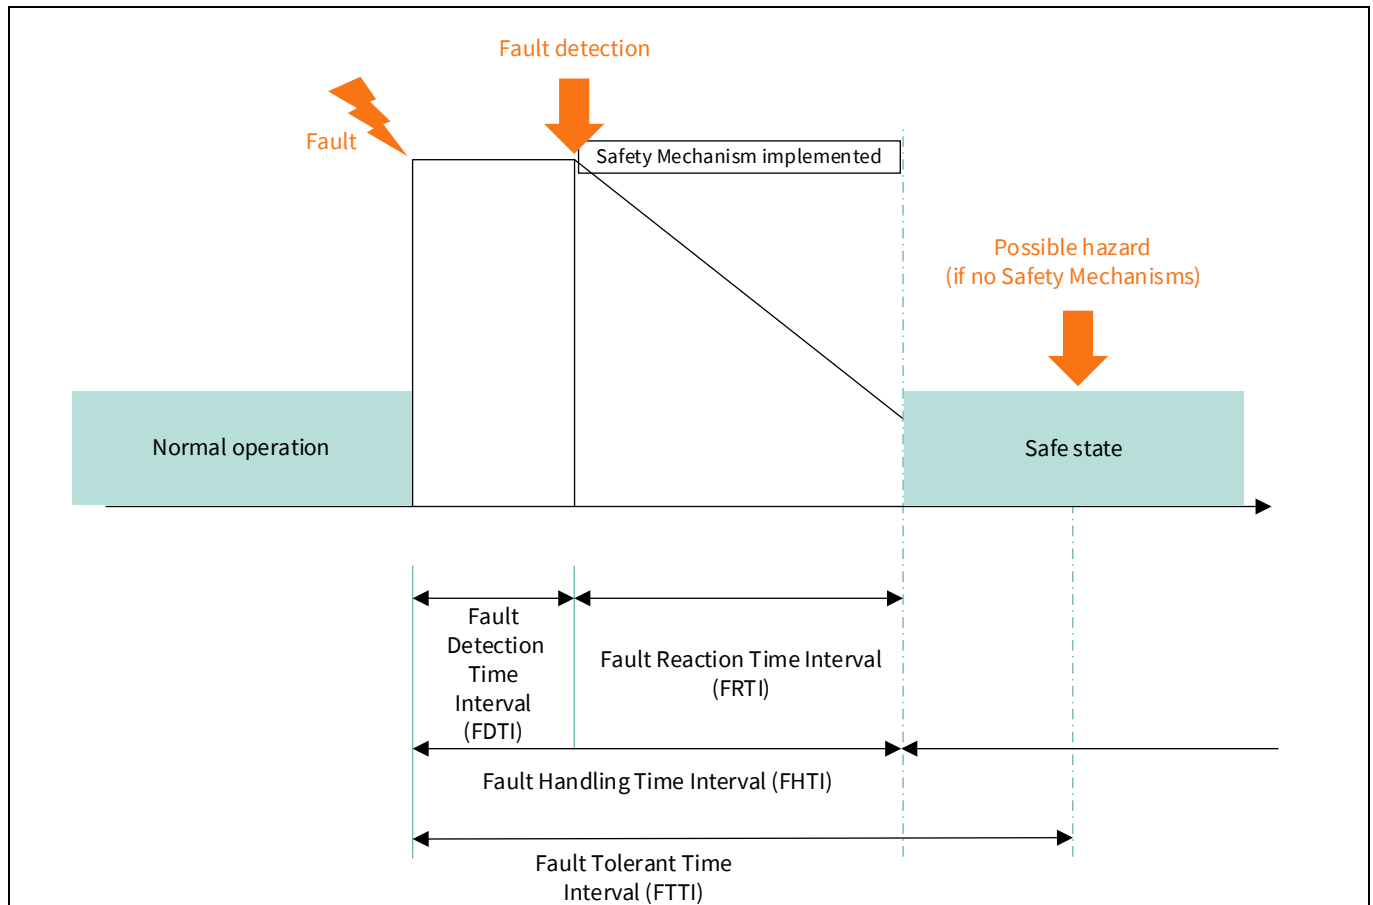 Fault detection
Fault
Safety Mechanism implemented
Possible hazard
(if no Safety Mechanisms)
Normal operation
Safe state
Fault
Detection
Time
Interval
(FDTI)
Fault Reaction Time Interval
(FRTI)
Fault Handling Time Interval (FHTI)
Fault Tolerant Time
Interval (FTTI)